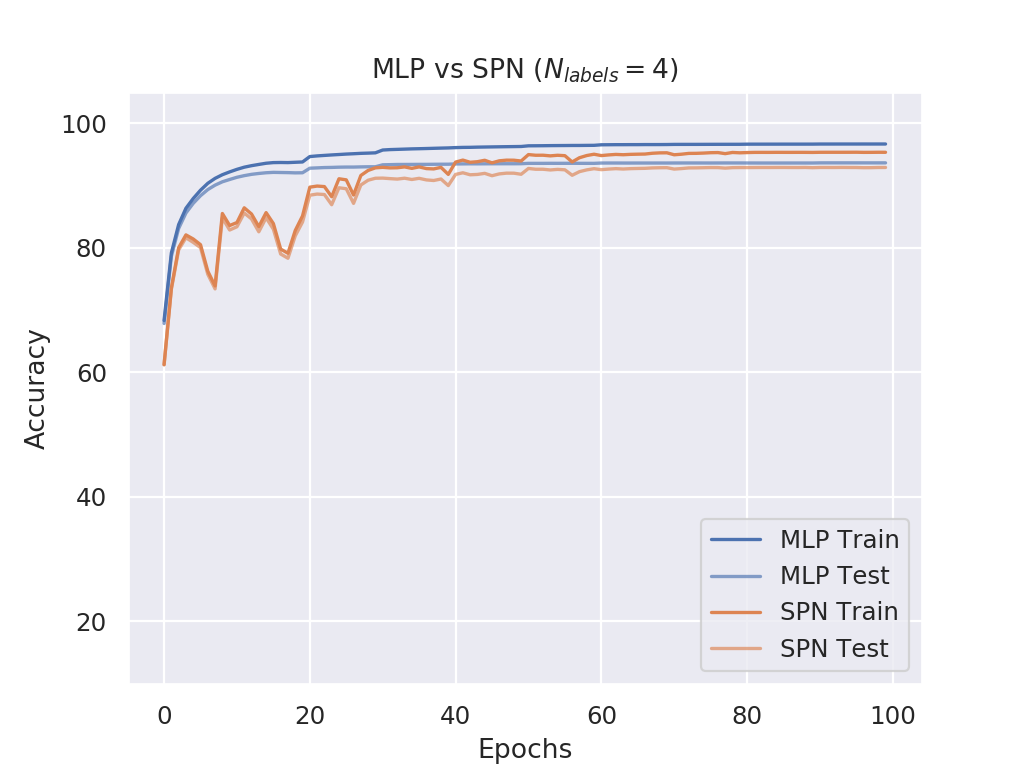 MLP vs SPN (N_labels = 4)
100
80
60
40
20
Accuracy
0 20 40 60 80 100
Epochs
MLP Train
MLP Test
SPN Train
SPN Test